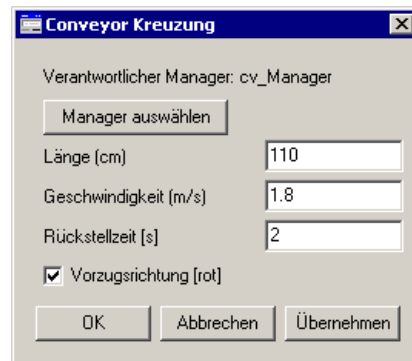 Conveyor Kreuzung
Verantwortlicher Manager: cv_Manager
Manager auswählen
Länge (cm) 110
Geschwindigkeit (m/s) 1.8
Rückstellzeit [s] 2
Vorzugsrichtung [rot]
OK Abbrechen Übernehmen